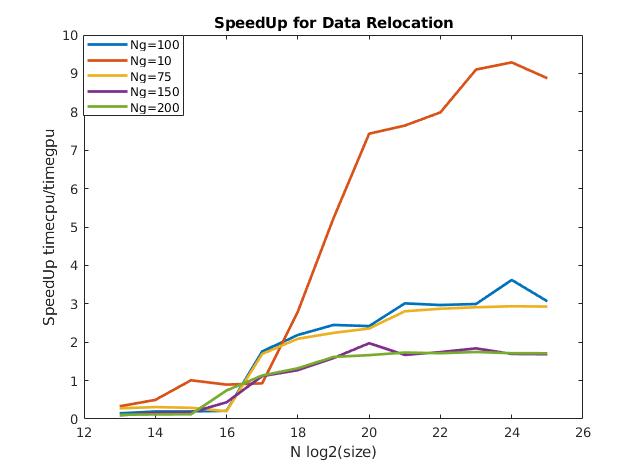 SpeedUp for Data Relocation
10
9
8
7
6
5
4
3
2
1
0
SpeedUp timecpu/timegpu
Ng=100
Ng=10
Ng=75
Ng=150
Ng=200
12 14 16 18 20 22 24 26
N log2(size)